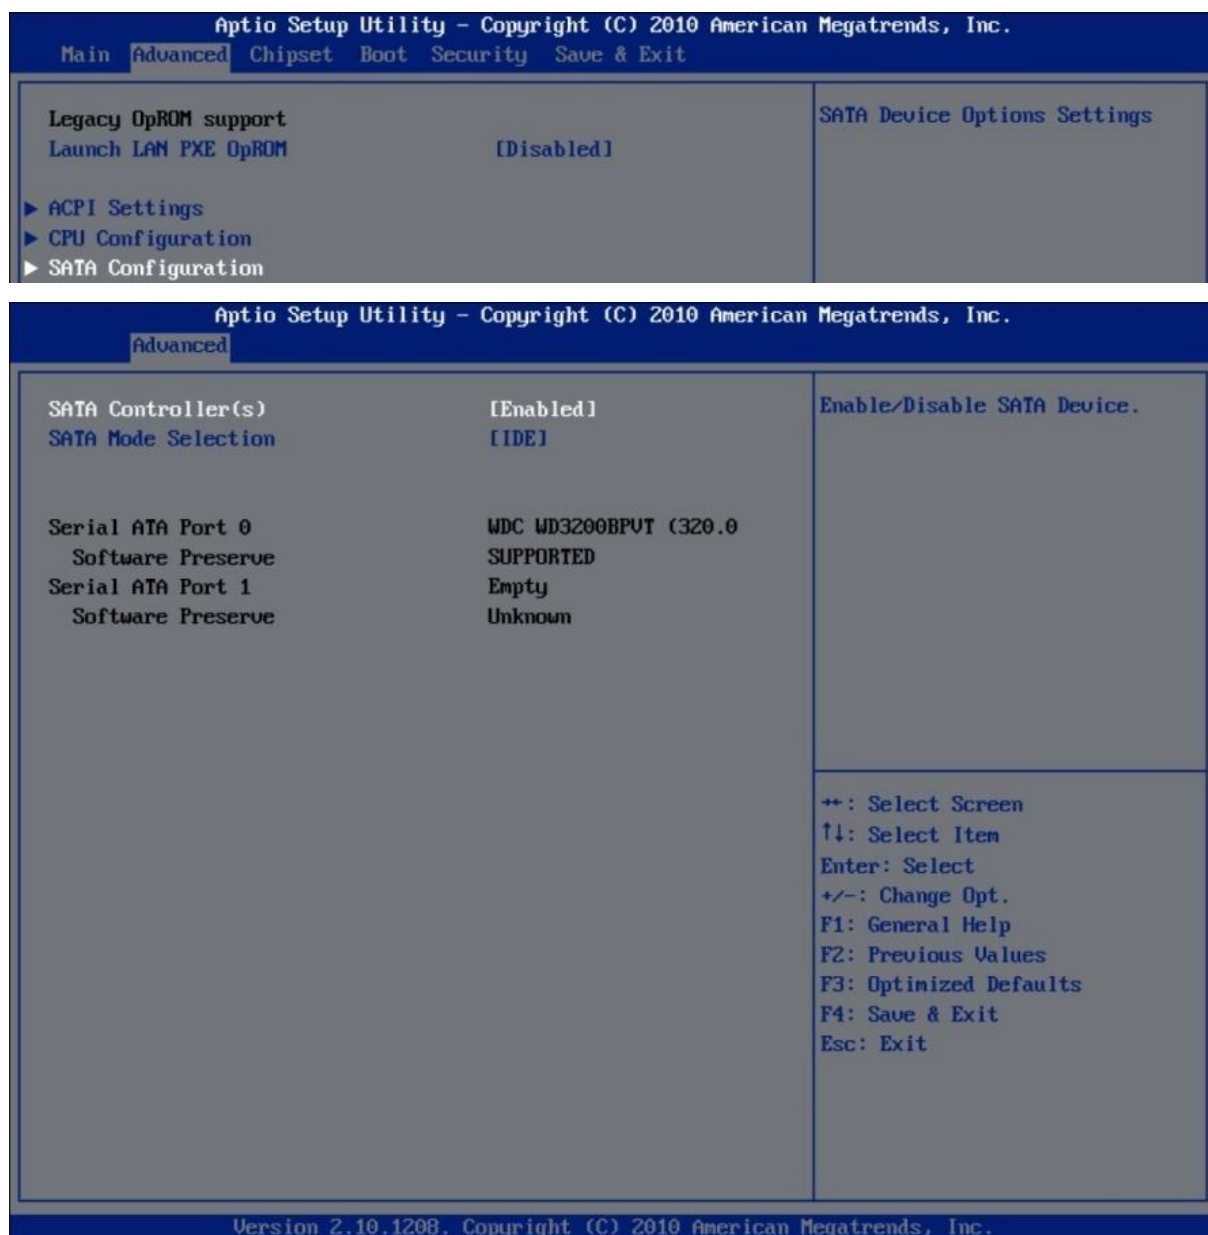 Aptio Setup Utility – Copyright (C) 2010 American Megatrends, Inc.
Main Advanced Chipset Boot Security Save & Exit
Legacy OpROM support
Launch LAN PXE OpROM [Disabled]
► ACPI Settings
► CPU Configuration
► SATA Configuration
SATA Device Options Settings
Aptio Setup Utility – Copyright (C) 2010 American Megatrends, Inc.
Advanced
SATA Controller(s) [Enabled]
SATA Mode Selection [IDE]
Serial ATA Port 0 WDC WD3200BPVT (320.0
Software Preserve SUPPORTED
Serial ATA Port 1 Empty
Software Preserve Unknown
Enable/Disable SATA Device.
→←: Select Screen
↑↓: Select Item
Enter: Select
+/-: Change Opt.
F1: General Help
F2: Previous Values
F3: Optimized Defaults
F4: Save & Exit
Esc: Exit
Version 2.10.1208. Copyright (C) 2010 American Megatrends, Inc.